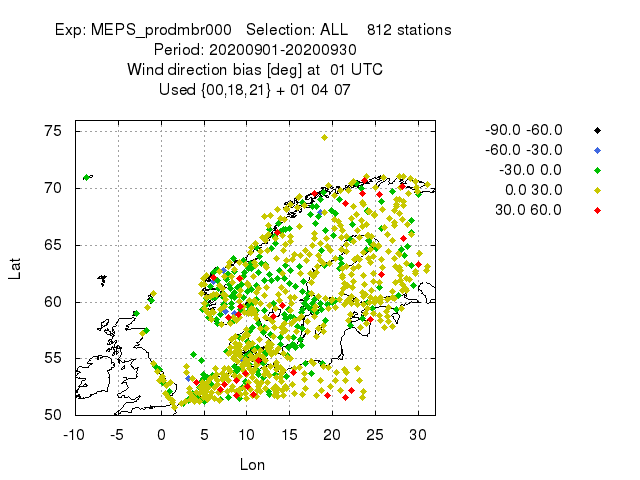 Exp: MEPS_prodmbr000   Selection: ALL    812 stations
Period: 20200901-20200930
Wind direction bias [deg] at  01 UTC
Used {00,18,21} + 01 04 07
-90.0 -60.0
-60.0 -30.0
-30.0 0.0
0.0 30.0
30.0 60.0
Lat
75
70
65
60
55
50
-10 -5 0 5 10 15 20 25 30
Lon